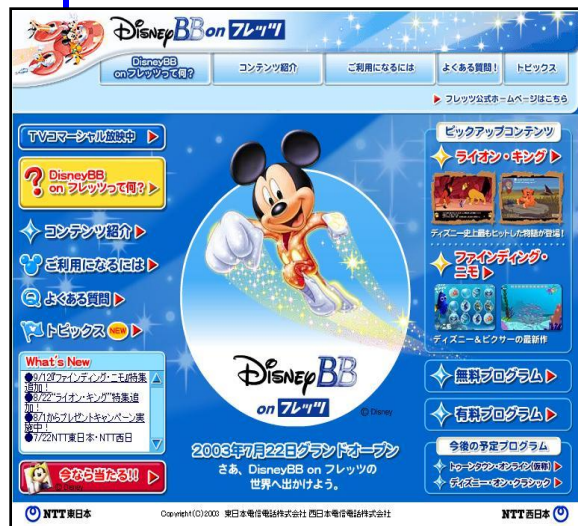 DisneyBB on フレッツ
DisneyBB
on フレッツって何?
コンテンツ紹介
ご利用になるには
よくある質問!
トピックス
フレッツ公式ホームページはこちら
TVコマーシャル放映中
DisneyBB
on フレッツって何?
コンテンツ紹介
ご利用になるには
よくある質問
トピックス NEW
What's New
●9/12『ファインディング・ニモ』特集
追加!
●8/22"ライオン・キング"特集追
加!
●8/1からプレゼントキャンペーン実
施中!
●7/22NTT東日本・NTT西日
今なら当たる!!
© Disney
DisneyBB
on フレッツ
© Disney
2003年7月22日グランドオープン
さあ、DisneyBB on フレッツの
世界へ出かけよう。
ピックアップコンテンツ
ライオン・キング
ディズニー史上最もヒットした物語が登場!
ファインディング・
ニモ
ディズニー&ピクサーの最新作
無料プログラム
有料プログラム
今後の予定プログラム
トゥーンタウン・オンライン(仮称)
ディズニー・オン・クラシック
NTT東日本
Copyright(C)2003 東日本電信電話株式会社 西日本電信電話株式会社
NTT西日本